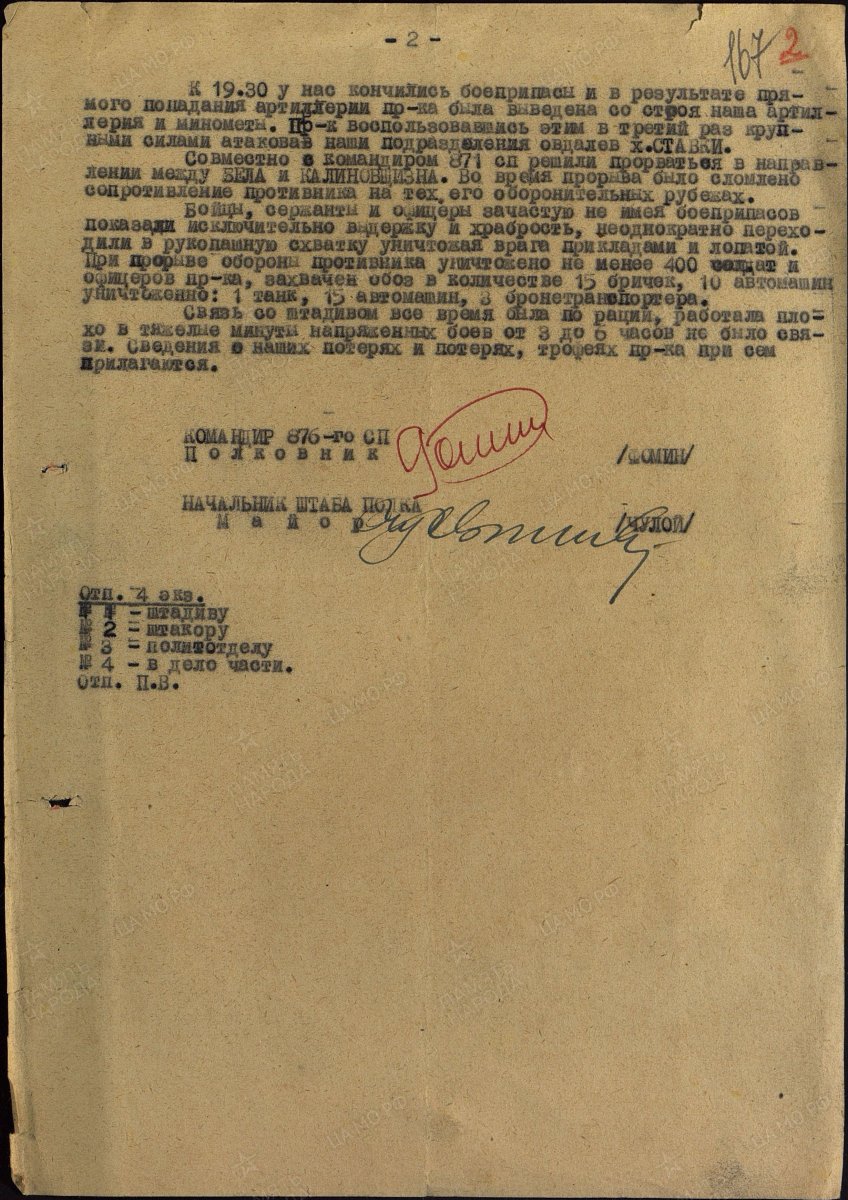 - 2 -
167 2
К 19.30 у нас кончились боеприпасы и в результате пря-
мого попадания артиллерии пр-ка была выведена со строя наша артил-
лерия и минометы. Пр-к воспользовавшись этим в третий раз круп-
ными силами атаковав наши подразделения овдалев х.СТАВКИ.
Совместно с командиром 871 сп решили прорваться в направ-
лении между БЕЛА и КАЛИНОВЩИЗНА. Во время прорыва было сломлено
сопротивление противника на тех его оборонительных рубежах.
Бойцы, сержанты и офицеры зачастую не имея боеприпасов
показали исключительно выдержку и храбрость, неоднократно перехо-
дили в рукопашную схватку уничтожая врага прикладами и лопатой.
При прорыве обороны противника уничтожено не менее 400 солдат и
офицеров пр-ка, захвачен обоз в количестве 15 бричек, 10 автомашин
уничтоженно: 1 танк, 15 автомашин, 3 бронетранспортера.
Связь со штадивом все время была по рации, работала пло-
хо в тяжелые минуты напряженных боев от 3 до 6 часов не было свя-
зи. Сведения о наших потерях и потерях, трофеях пр-ка при сем
прилагаются.
КОМАНДИР 876-го СП
Полковник Фомин /ФОМИН/
НАЧАЛЬНИК ШТАБА ПОЛКА
Майор /ЧУЛОЙ/
Отп. 4 экз.
№ 1 - штадиву
№ 2 - штакору
№ 3 - политотделу
№ 4 - в дело части.
Отп. П.В.
ПАМЯТЬ НАРОДА
ЦАМО.РФ